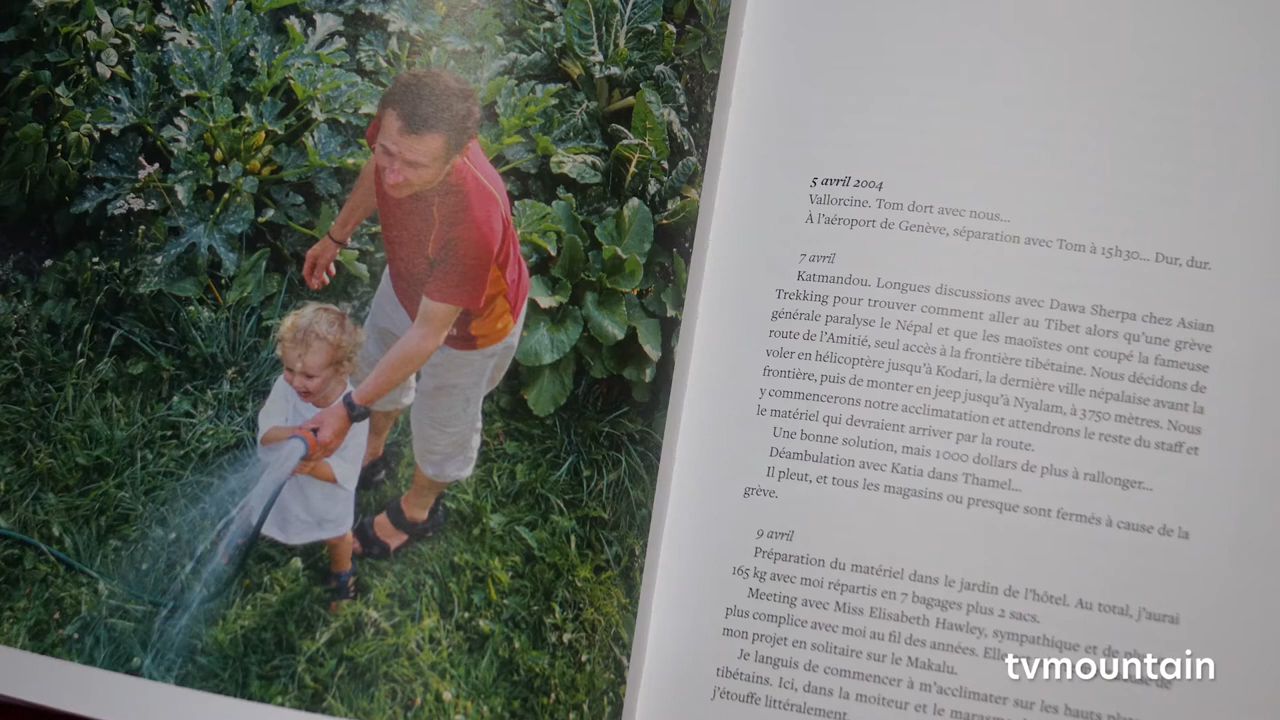 5 avril 2004
Vallorcine. Tom dort avec nous...
À l'aéroport de Genève, séparation avec Tom à 15h30... Dur, dur.
7 avril
Katmandou. Longues discussions avec Dawa Sherpa chez Asian
Trekking pour trouver comment aller au Tibet alors qu'une grève
générale paralyse le Népal et que les maoïstes ont coupé la fameuse
route de l'Amitié, seul accès à la frontière tibétaine. Nous décidons de
voler en hélicoptère jusqu'à Kodari, la dernière ville népalaise avant la
frontière, puis de monter en jeep jusqu'à Nyalam, à 3750 mètres. Nous
y commencerons notre acclimatation et attendrons le reste du staff et
le matériel qui devraient arriver par la route.
Une bonne solution, mais 1000 dollars de plus à rallonger...
Déambulation avec Katia dans Thamel...
Il pleut, et tous les magasins ou presque sont fermés à cause de la
grève.
9 avril
Préparation du matériel dans le jardin de l'hôtel. Au total, j'aurai
165 kg avec moi répartis en 7 bagages plus 2 sacs.
Meeting avec Miss Elisabeth Hawley, sympathique et de
plus complice avec moi au fil des années. Elle
mon projet en solitaire sur le Makalu.
Je languis de commencer à m'acclimater sur les hauts
tibétains. Ici, dans la moiteur et le
j'étouffe littéralement.
tvmountain